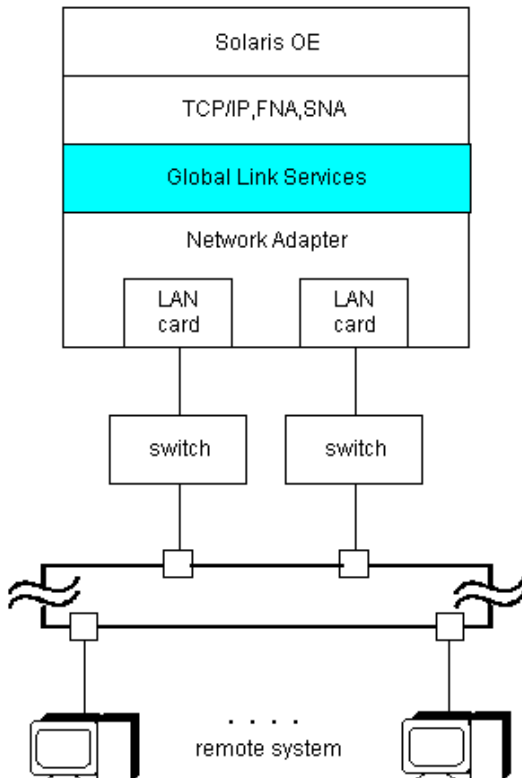 Solaris OE
TCP/IP,FNA,SNA
Global Link Services
Network Adapter
LAN
card
LAN
card
switch
switch
. . . .
remote system